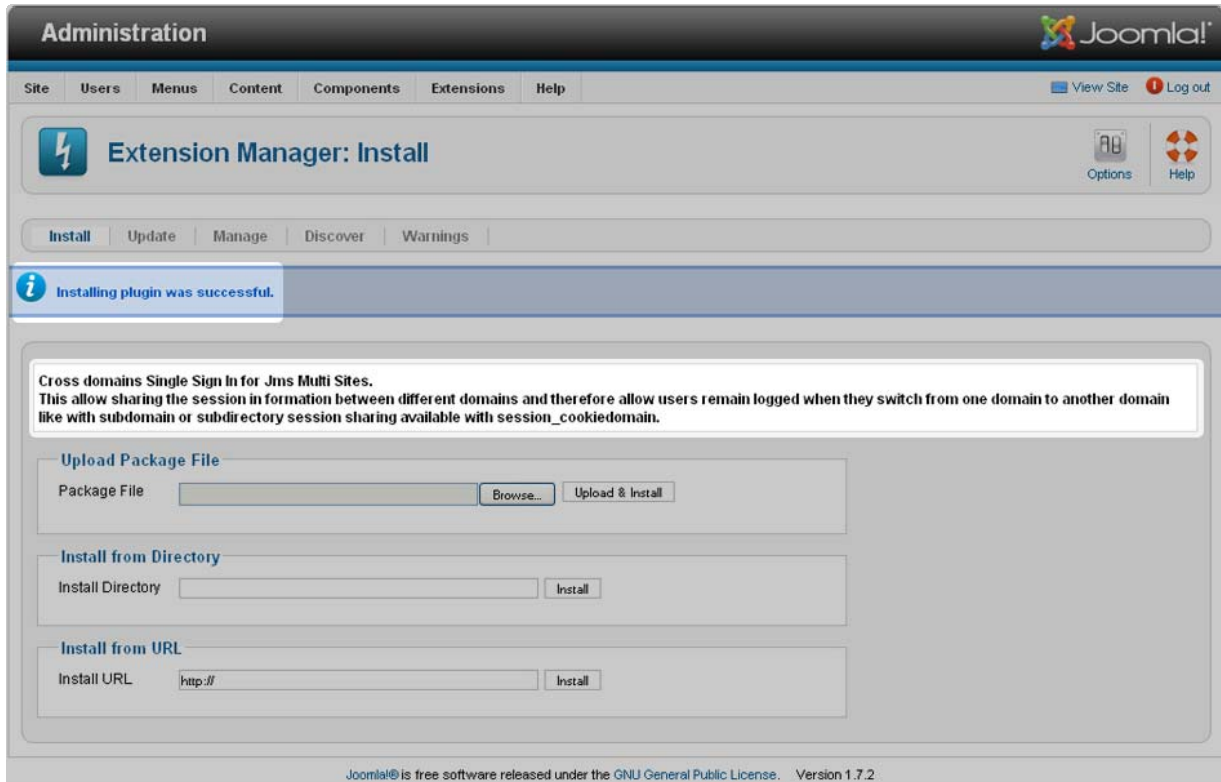 Administration
Joomla!
Site Users Menus Content Components Extensions Help View Site Log out
Extension Manager: Install
Options Help
Install Update Manage Discover Warnings
Installing plugin was successful.
Cross domains Single Sign In for Jms Multi Sites.
This allow sharing the session in formation between different domains and therefore allow users remain logged when they switch from one domain to another domain
like with subdomain or subdirectory session sharing available with session_cookiedomain.
Upload Package File
Package File Browse... Upload & Install
Install from Directory
Install Directory Install
Install from URL
Install URL http:// Install
Joomla!® is free software released under the GNU General Public License. Version 1.7.2